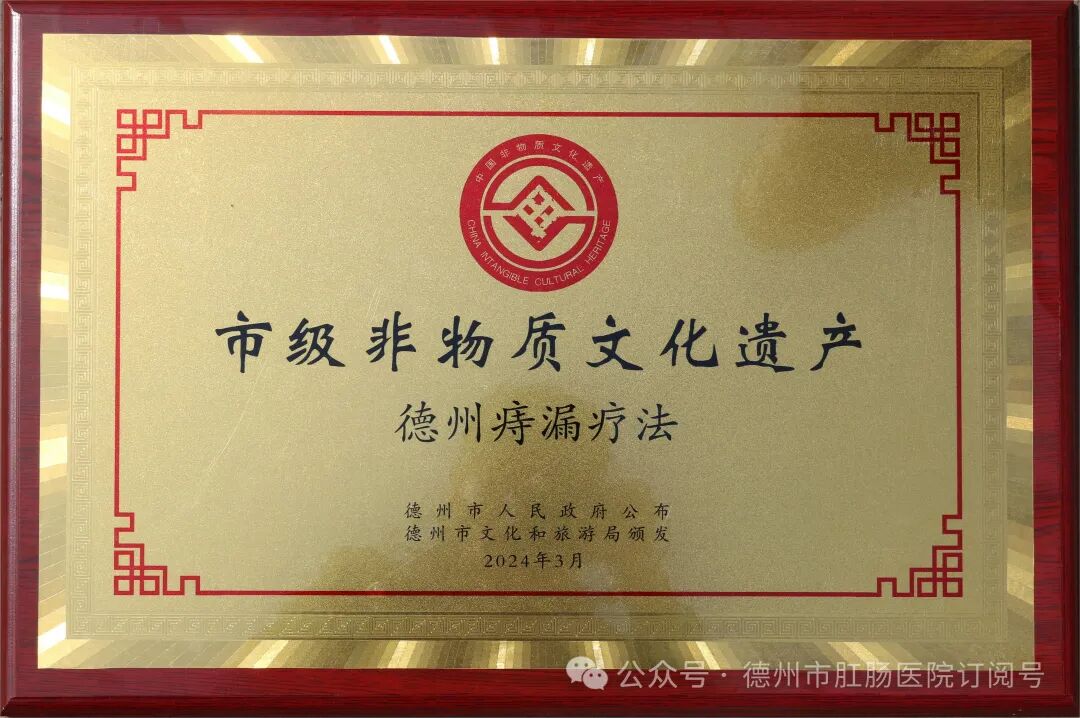 中国非物质文化遗产
CHINA INTANGIBLE CULTURAL HERITAGE
市级非物质文化遗产
德州痔漏疗法
德州市人民政府公布
德州市文化和旅游局颁发
2024年3月
公众号·德州市肛肠医院订阅号